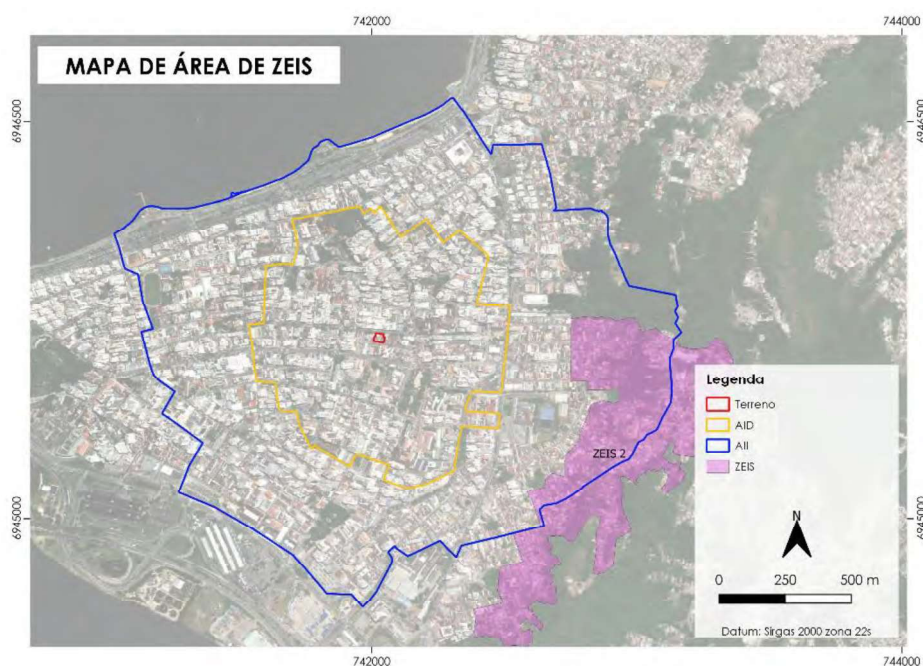 742000
744000
MAPA DE ÁREA DE ZEIS
6946500
6946500
ZEIS 2
Legenda
Terreno
AID
AII
ZEIS
N
0 250 500 m
Datum: Sirgas 2000 zona 22s
6945000
6945000
742000
744000